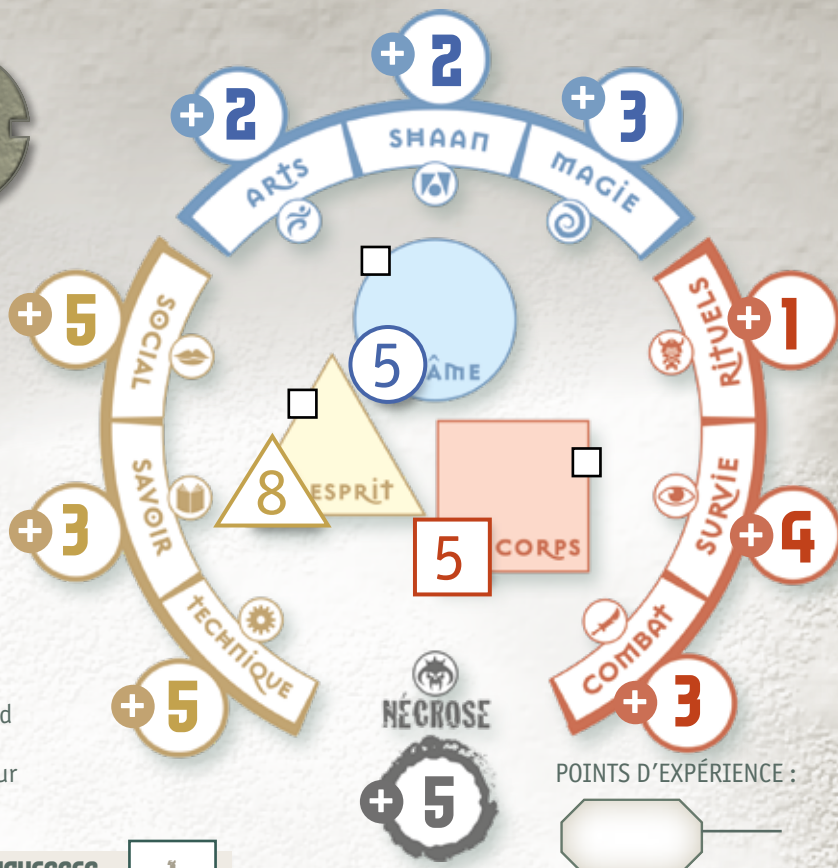 +2
+2
+3
ARTS
SHAAN
MAGIE
+5
SOCIAL
+3
SAVOIR
+5
TECHNIQUE
RITUELS
+1
SURVIE
+4
COMBAT
+3
5
ÂME
8
ESPRIT
5
CORPS
NÉCROSE
+5
d
ur
POINTS D'EXPÉRIENCE :